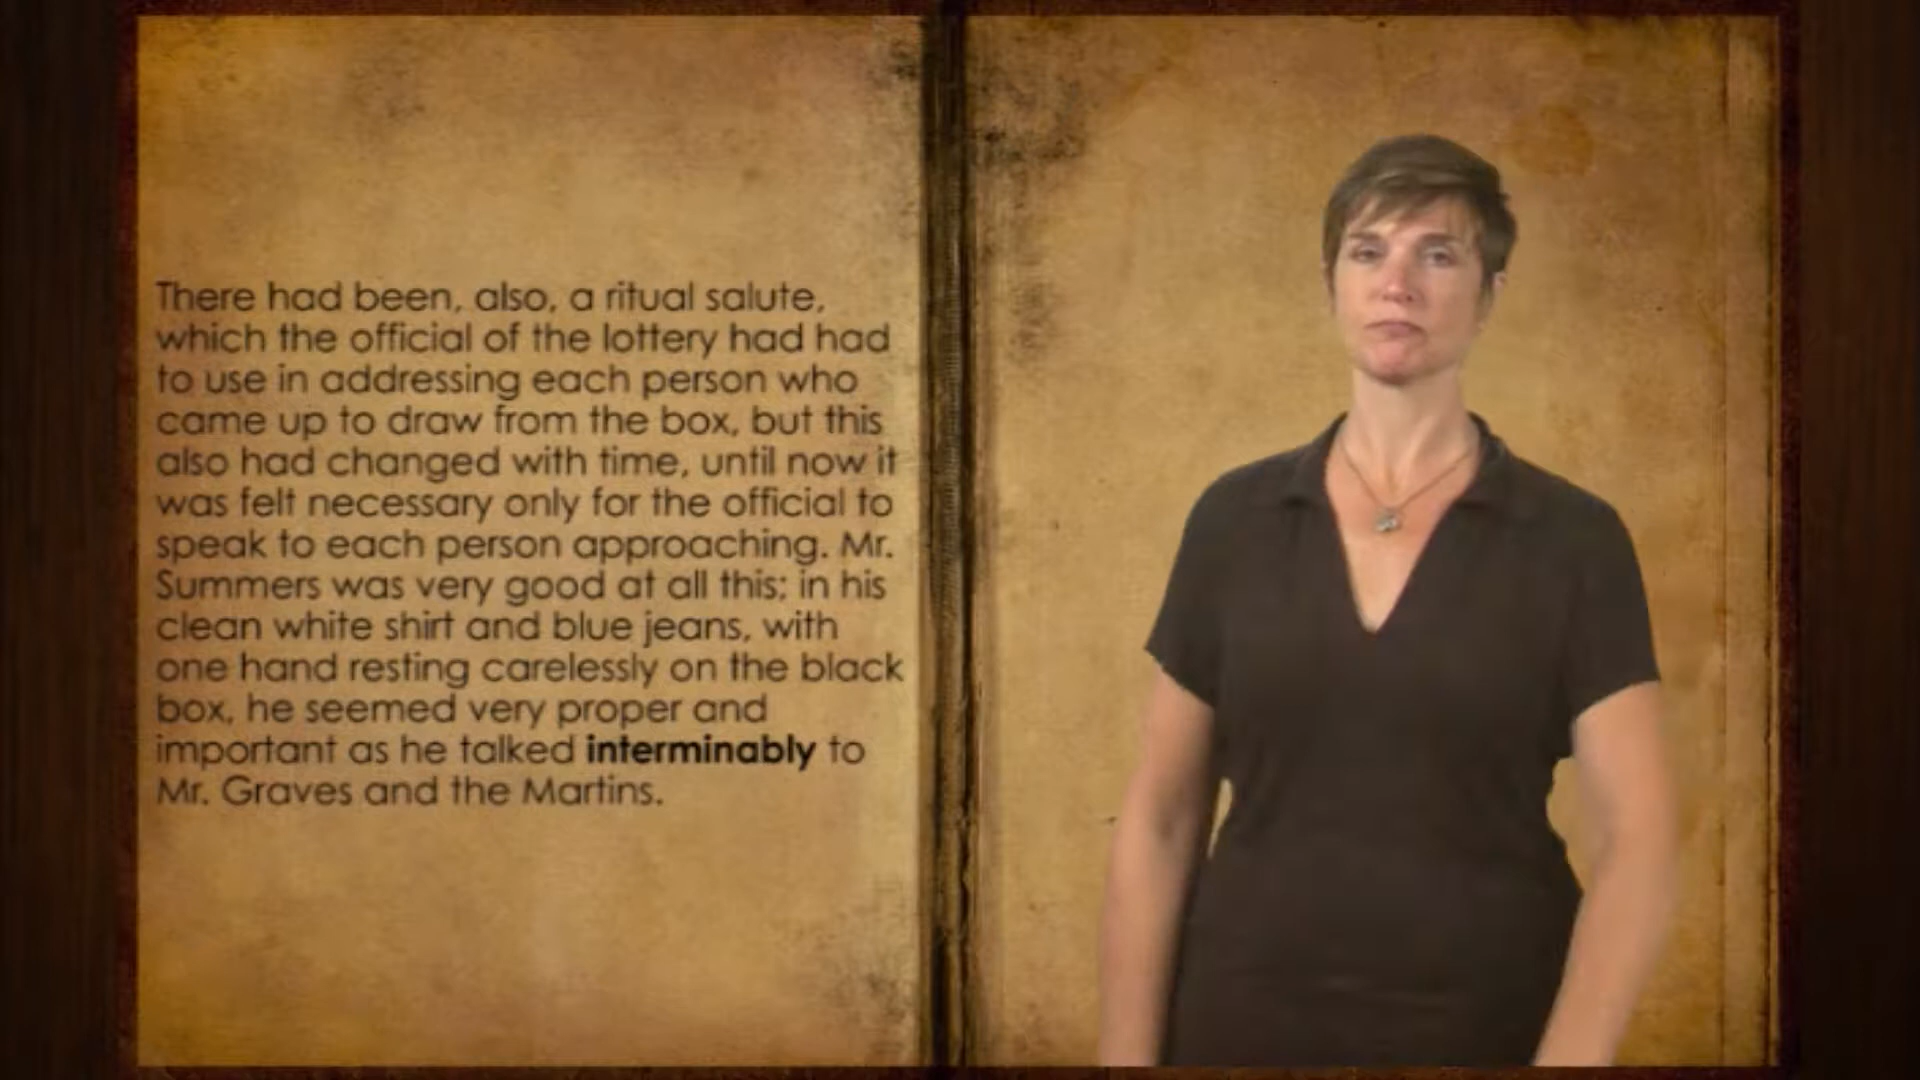 There had been, also, a ritual salute,
which the official of the lottery had had
to use in addressing each person who
came up to draw from the box, but this
also had changed with time, until now it
was felt necessary only for the official to
speak to each person approaching. Mr.
Summers was very good at all this; in his
clean white shirt and blue jeans, with
one hand resting carelessly on the black
box, he seemed very proper and
important as he talked interminably to
Mr. Graves and the Martins.